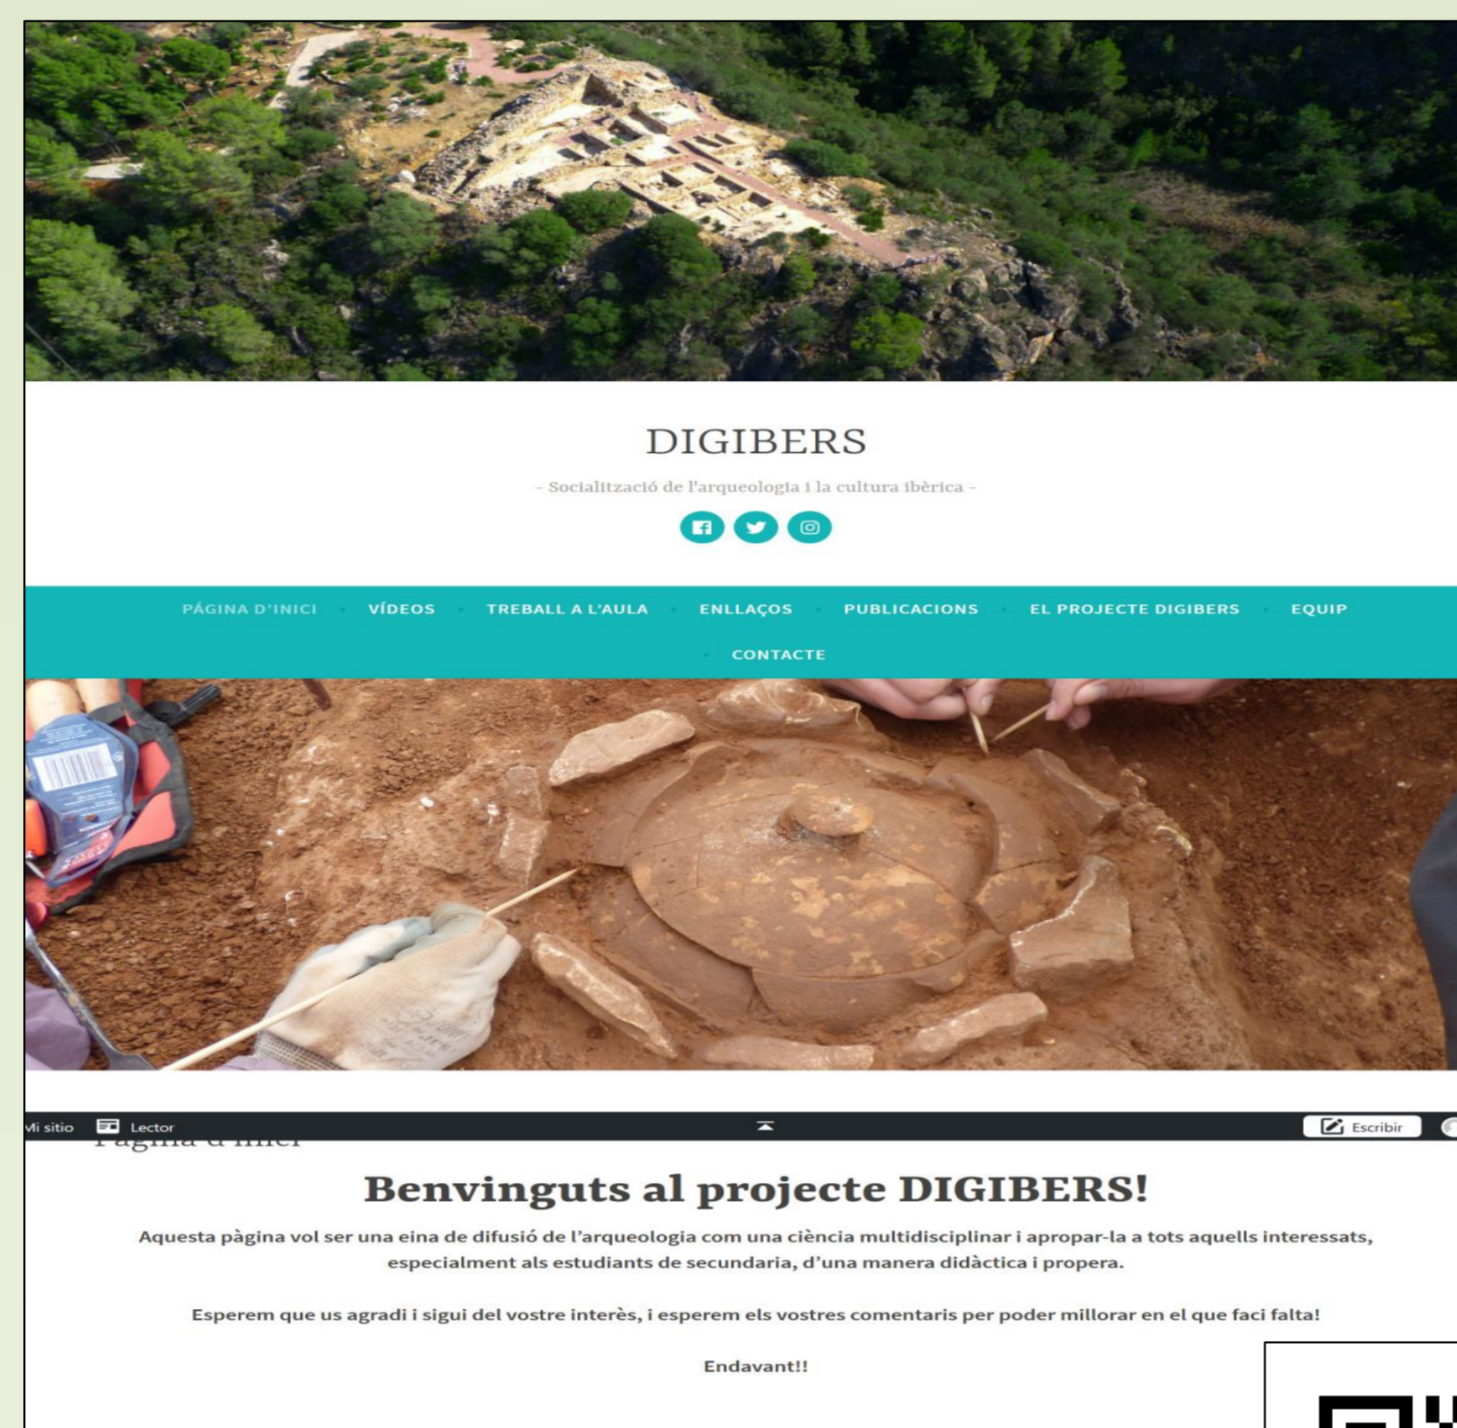 DIGIBERS
– Socialització de l'arqueologia i la cultura ibèrica –
PÁGINA D'INICI
VÍDEOS
TREBALL A L'AULA
ENLLAÇOS
PUBLICACIONS
EL PROJECTE DIGIBERS
EQUIP
CONTACTE
Mi sitio
Lector
Escribir
Pàgina d'inici
Benvinguts al projecte DIGIBERS!
Aquesta pàgina vol ser una eina de difusió de l'arqueologia com una ciència multidisciplinar i apropar-la a tots aquells interessats,
especialment als estudiants de secundaria, d'una manera didàctica i propera.
Esperem que us agradi i sigui del vostre interès, i esperem els vostres comentaris per poder millorar en el que faci falta!
Endavant!!